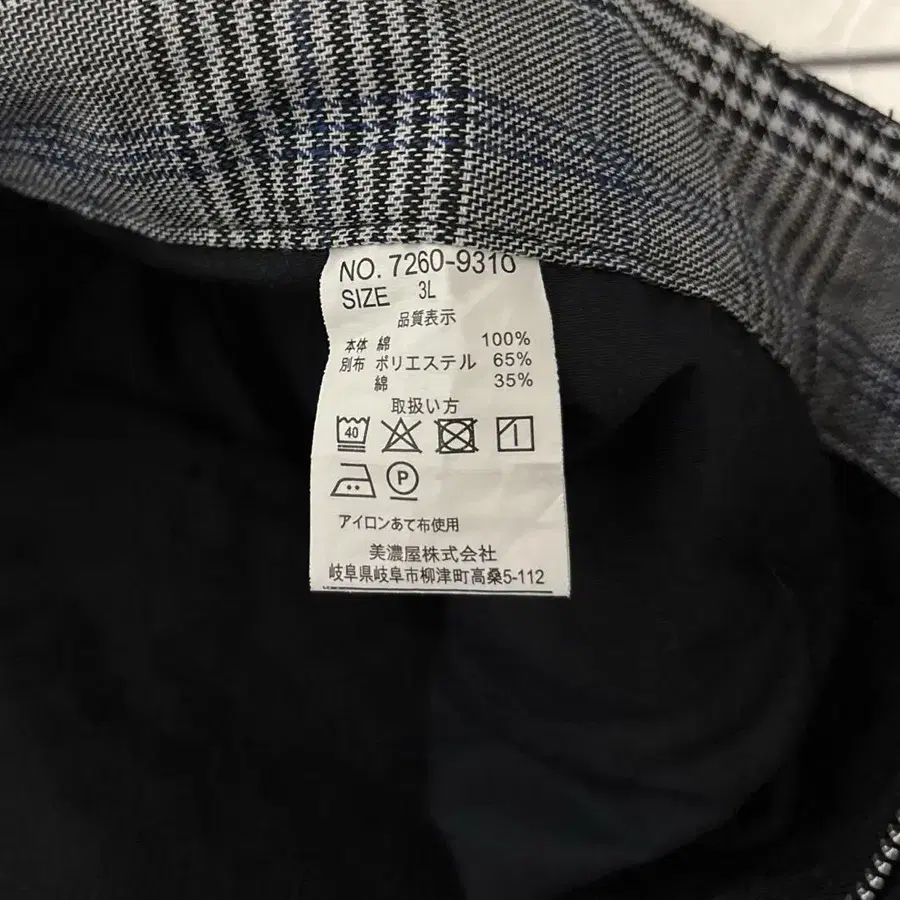 NO. 7260-9310
SIZE 3L
品質表示
本体 綿 100%
別布 ポリエステル 65%
綿 35%
取扱い方
40
P
アイロンあて布使用
美濃屋株式会社
岐阜県岐阜市柳津町高桑5-112